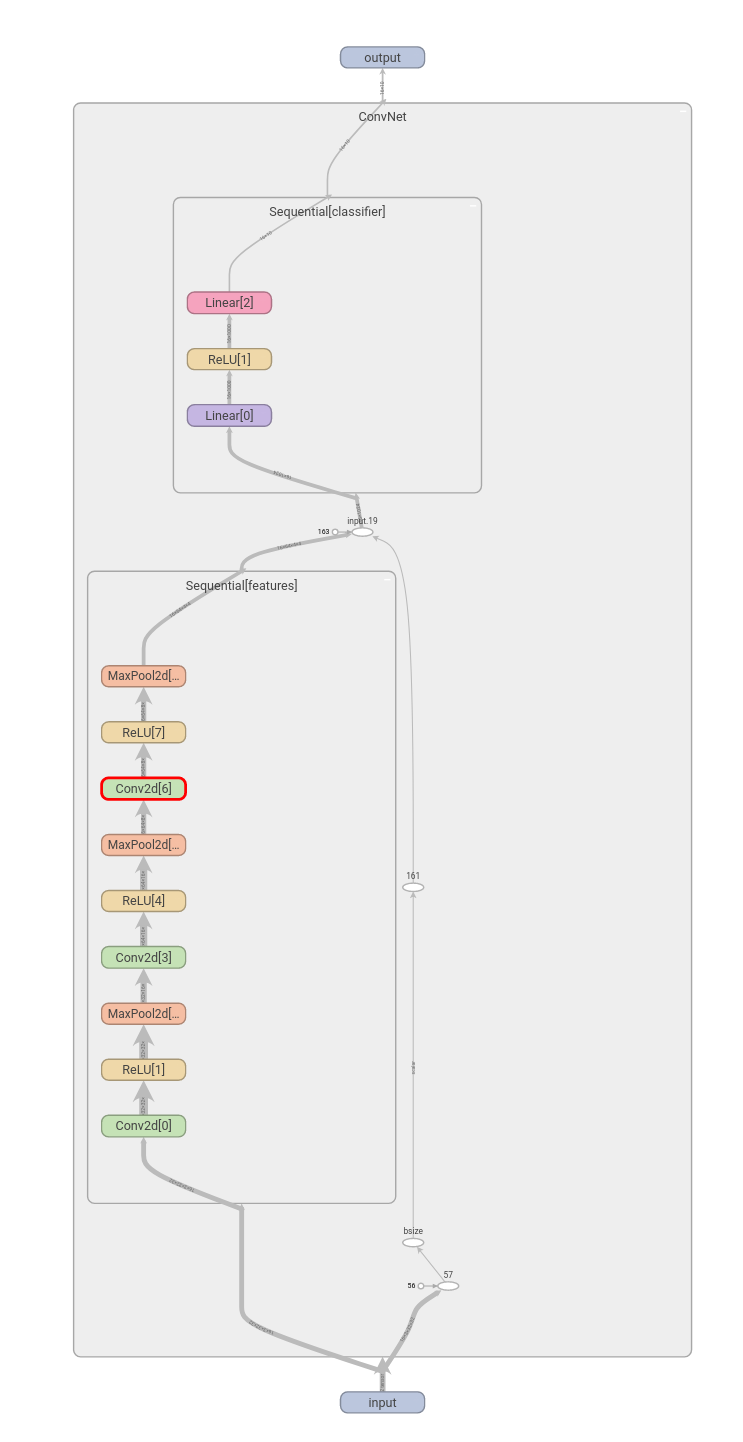 output
ConvNet
Sequential[classifier]
Linear[2]
ReLU[1]
Linear[0]
input.19
163
Sequential[features]
MaxPool2d[...
ReLU[7]
Conv2d[6]
MaxPool2d[...
161
ReLU[4]
Conv2d[3]
MaxPool2d[...
ReLU[1]
Conv2d[0]
bsize
57
56
input